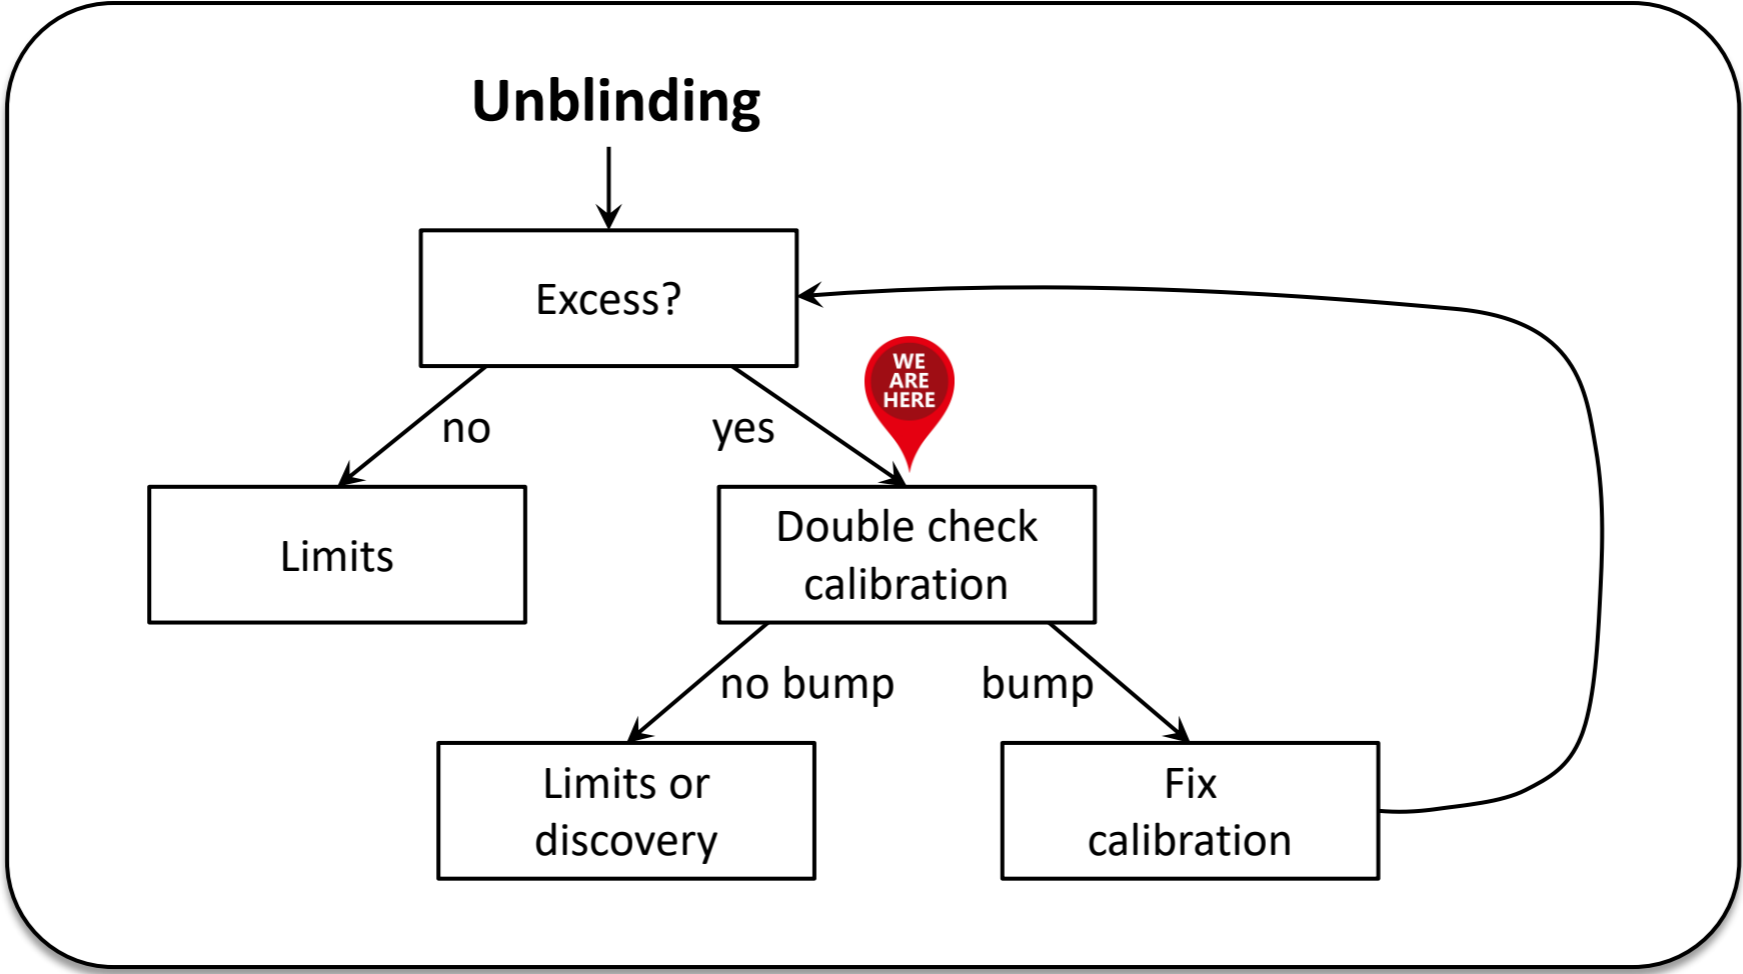 Unblinding
Excess?
WE
ARE
HERE
no
yes
Limits
Double check
calibration
no bump
bump
Limits or
discovery
Fix
calibration